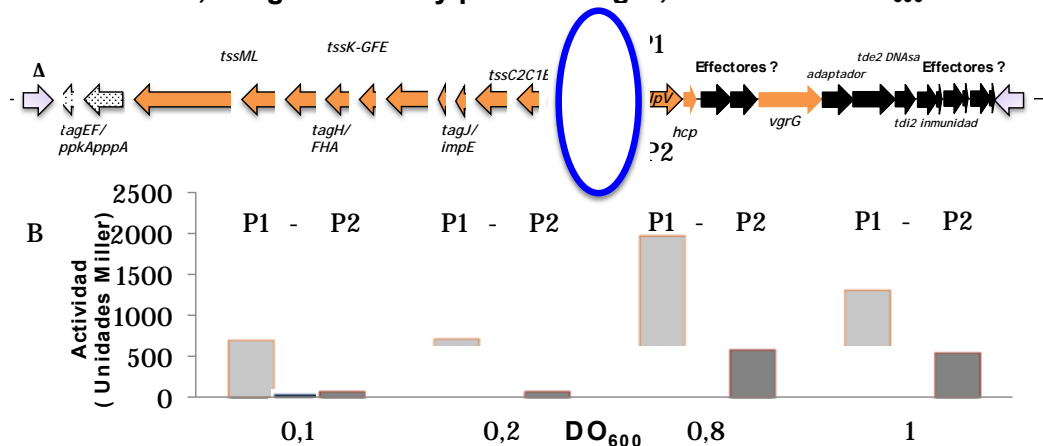 tssK-GFE
tssML
P1
tde2 DNAsa
Effectores ?
Effectores ?
adaptador
Δ
tssC2C1B
lpV
hcp
vgrG
tdi2 inmunidad
tagEF/
ppkApppA
tagH/
FHA
tagJ/
impE
P2
B
Actividad
( Unidades Miller)
2500
2000
1500
1000
500
0
P1 - P2
P1 - P2
P1 - P2
P1 - P2
0,1 0,2 DO600 0,8 1